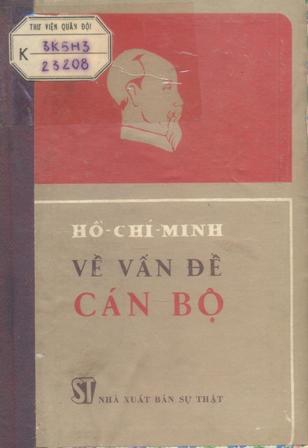 THƯ VIỆN QUÂN ĐỘI
K 3K5H3
23208
HỒ-CHÍ-MINH
VỀ VẤN ĐỀ
CÁN BỘ
ST NHÀ XUẤT BẢN SỰ THẬT